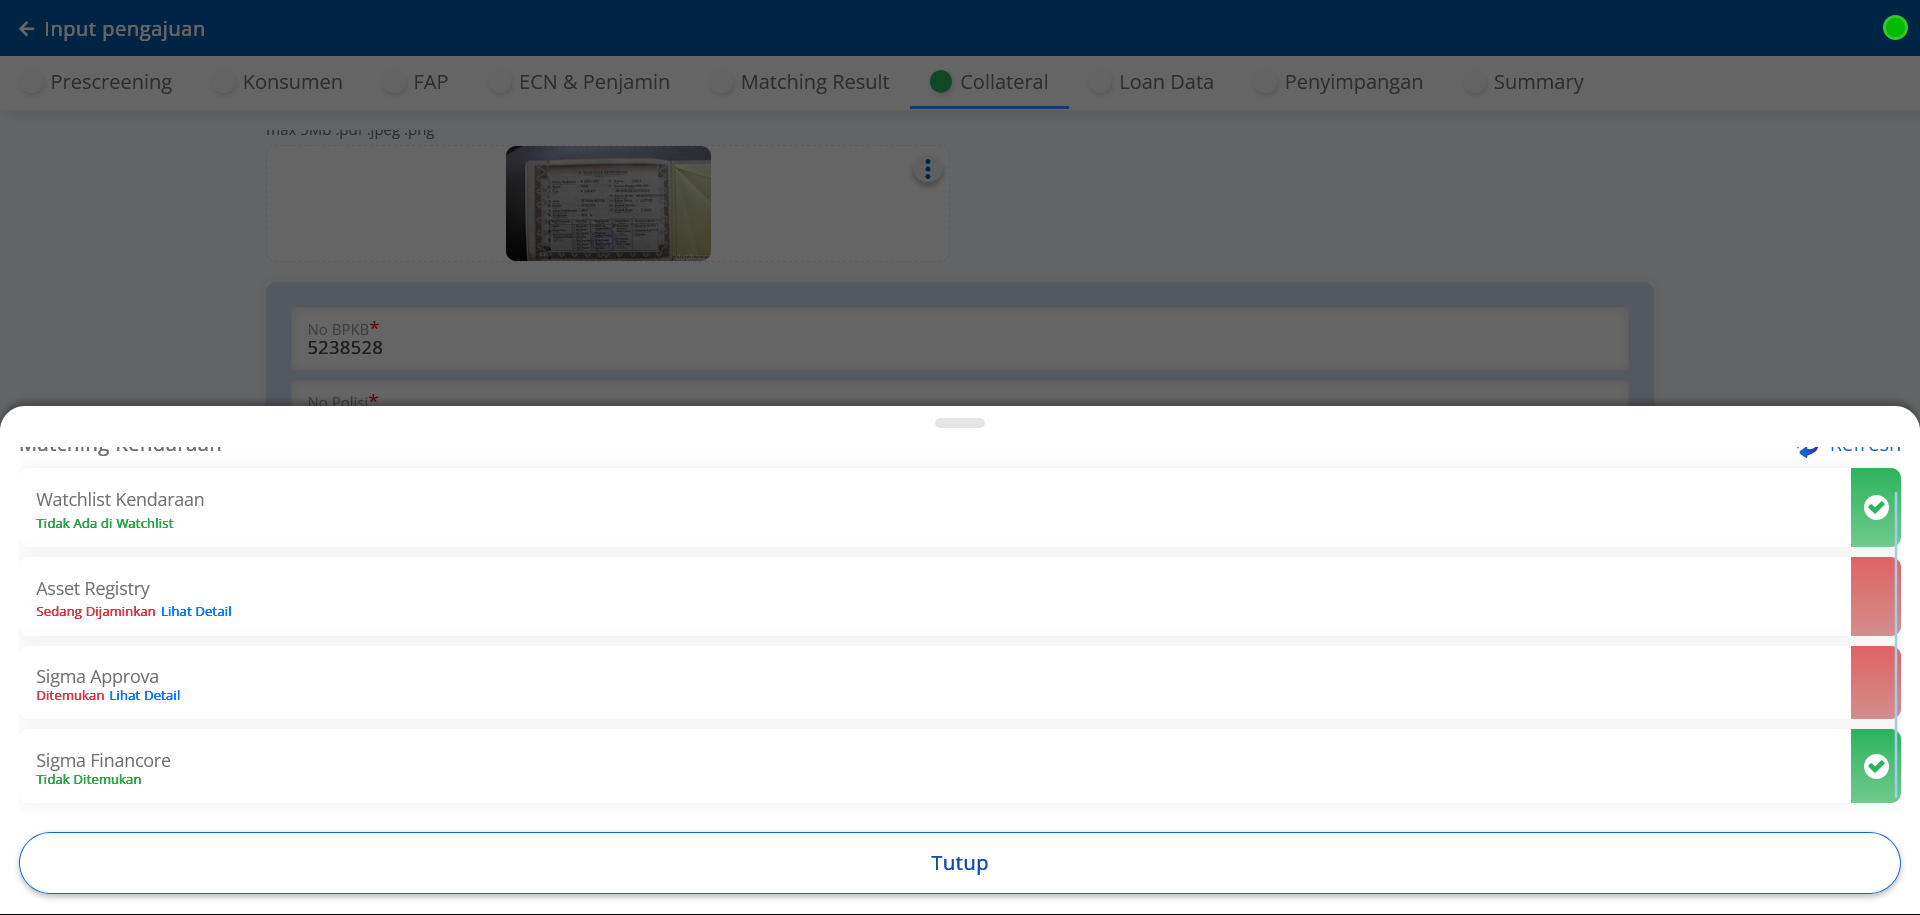 Input pengajuan
Prescreening
Konsumen
FAP
ECN & Penjamin
Matching Result
Collateral
Loan Data
Penyimpangan
Summary
max 5Mb .pdf .jpeg .png
No BPKB*
5238528
No Polisi*
Matching Kendaraan
Refresh
Watchlist Kendaraan
Tidak Ada di Watchlist
Asset Registry
Sedang Dijaminkan Lihat Detail
Sigma Approva
Ditemukan Lihat Detail
Sigma Financore
Tidak Ditemukan
Tutup